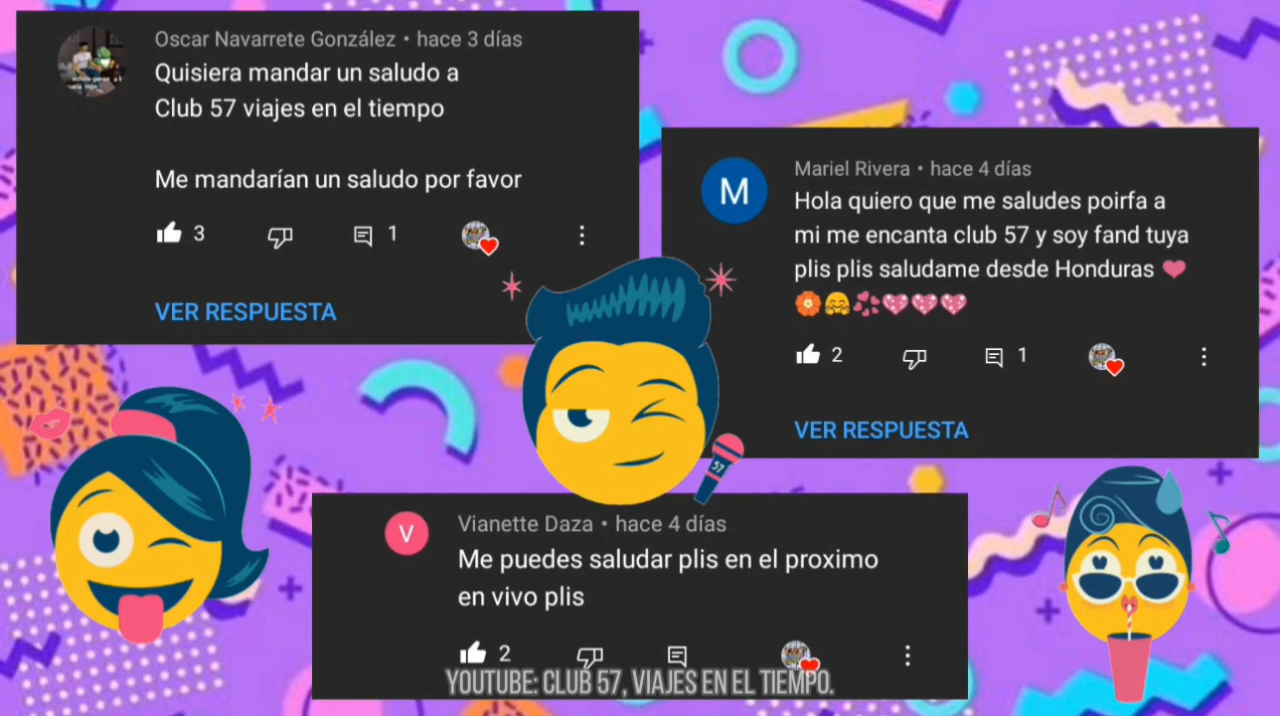 Oscar Navarrete González • hace 3 días
Quisiera mandar un saludo a
Club 57 viajes en el tiempo
Me mandarían un saludo por favor
3
1
VER RESPUESTA
M
Mariel Rivera • hace 4 días
Hola quiero que me saludes poirfa a
mi me encanta club 57 y soy fand tuya
plis plis saludame desde Honduras ❤
🏵🤗💞💖💖💖
2
1
VER RESPUESTA
57
V
Vianette Daza • hace 4 días
Me puedes saludar plis en el proximo
en vivo plis
2
YOUTUBE: CLUB 57, VIAJES EN EL TIEMPO.